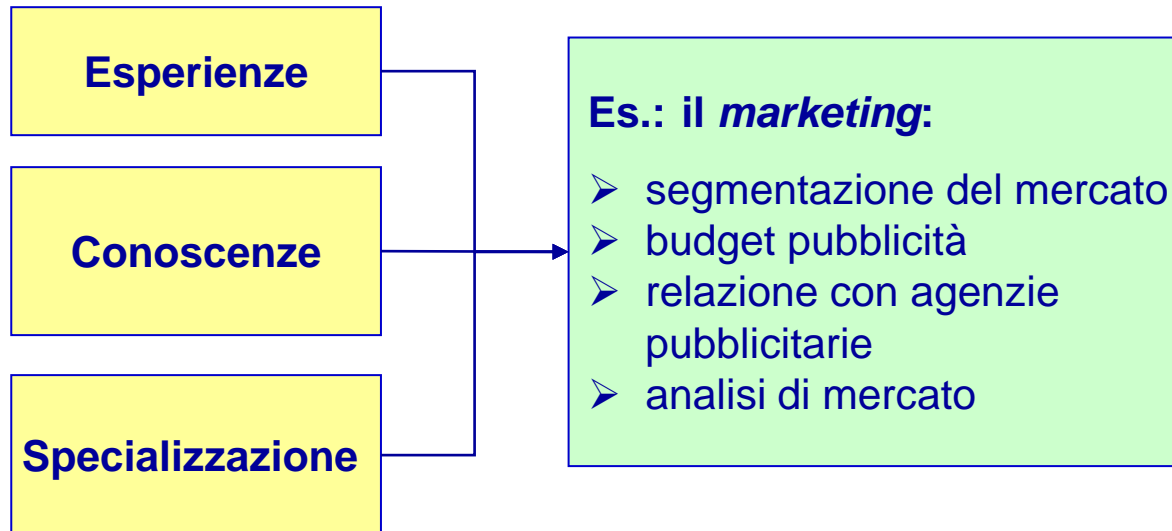 Esperienze
Conoscenze
Specializzazione
Es.: il marketing:
➢ segmentazione del mercato
➢ budget pubblicità
➢ relazione con agenzie
pubblicitarie
➢ analisi di mercato